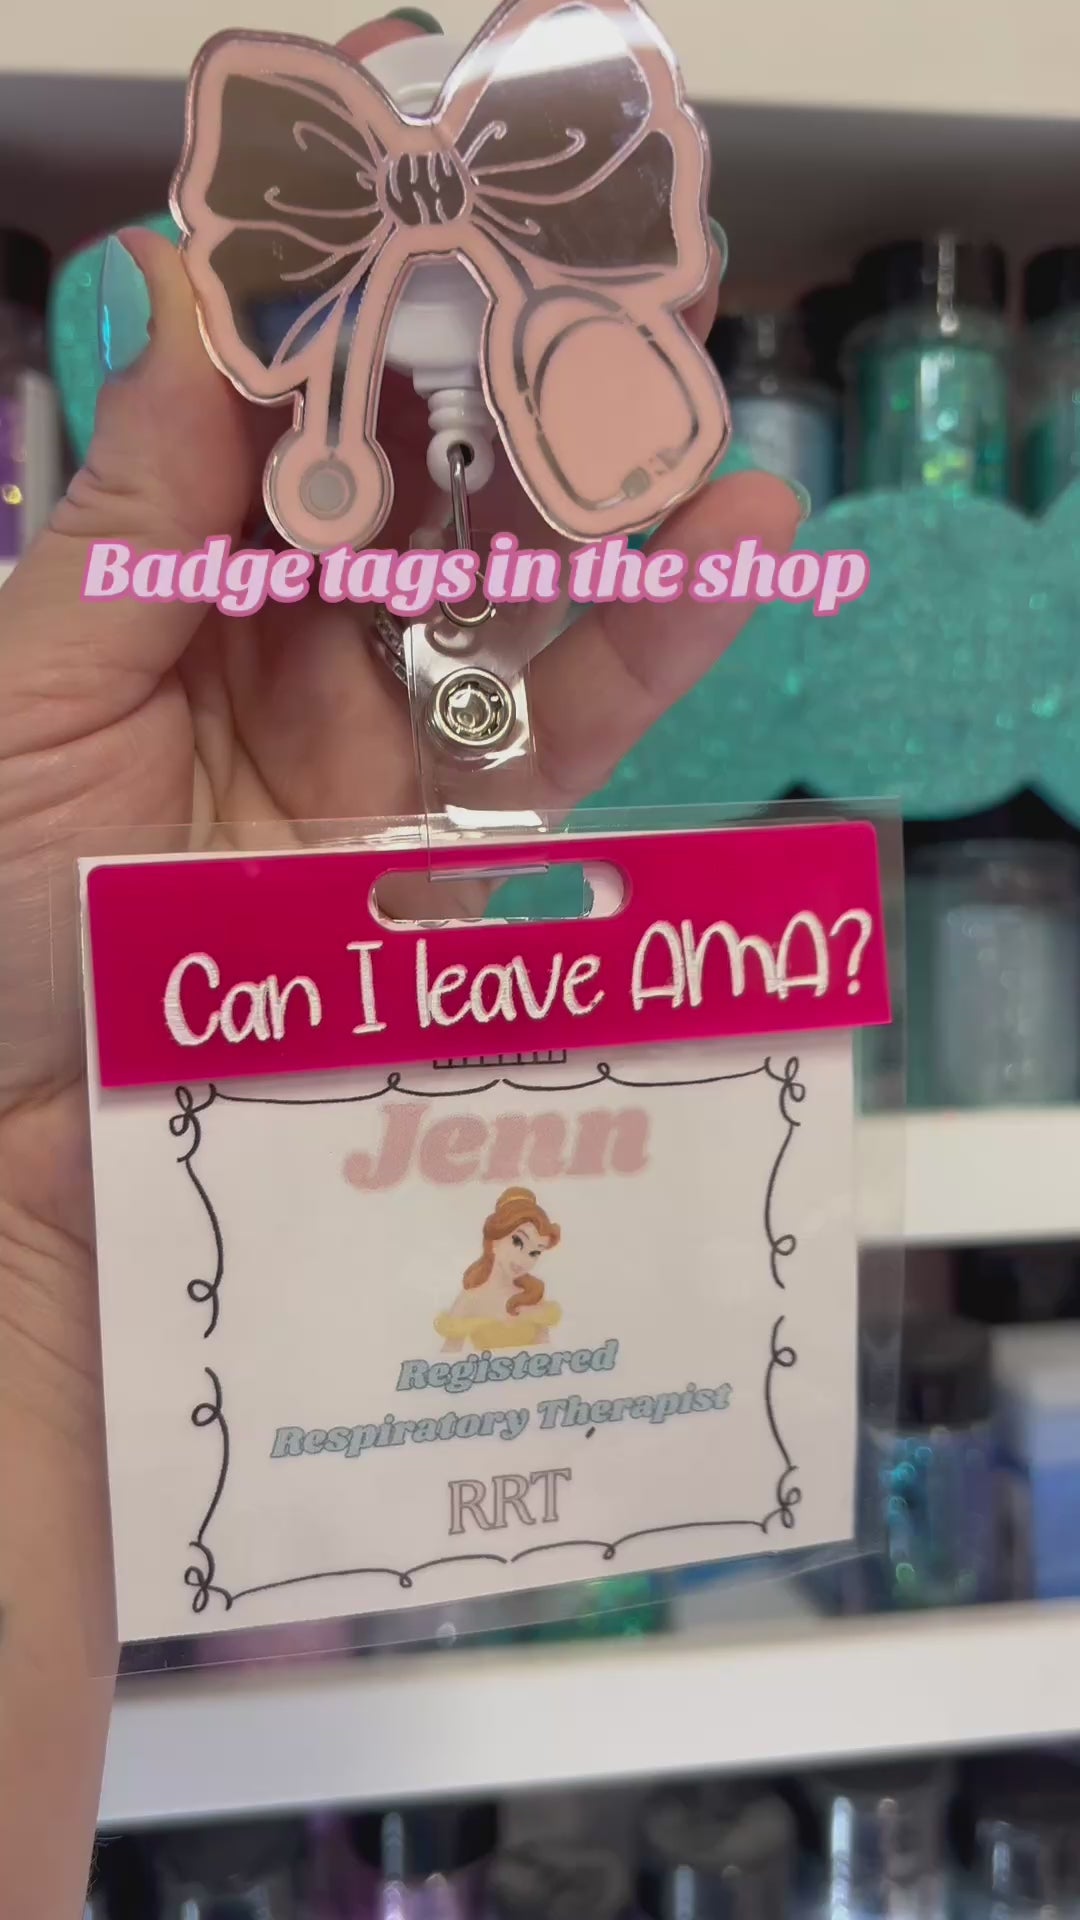 Badge tags in the shop
Can I leave AMA?
Jenn
Registered
Respiratory Therapist
RRT